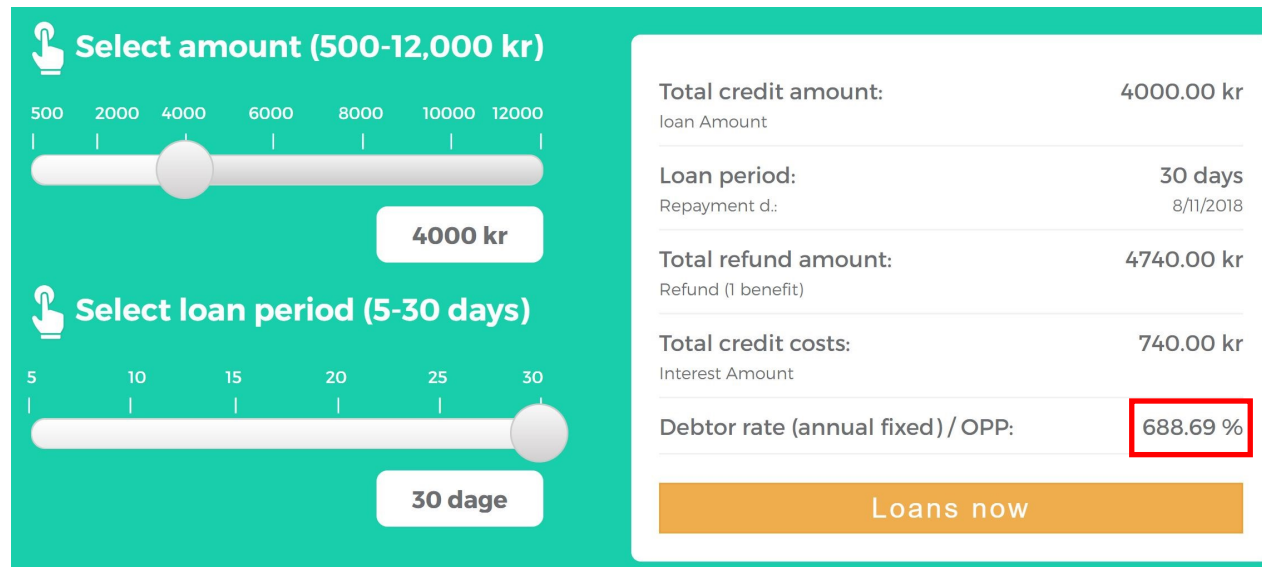 Select amount (500-12,000 kr)
500 2000 4000 6000 8000 10000 12000
4000 kr
Select loan period (5-30 days)
5 10 15 20 25 30
30 dage
Total credit amount: 4000.00 kr
loan Amount
Loan period: 30 days
Repayment d.: 8/11/2018
Total refund amount: 4740.00 kr
Refund (1 benefit)
Total credit costs: 740.00 kr
Interest Amount
Debtor rate (annual fixed) / OPP: 688.69 %
Loans now